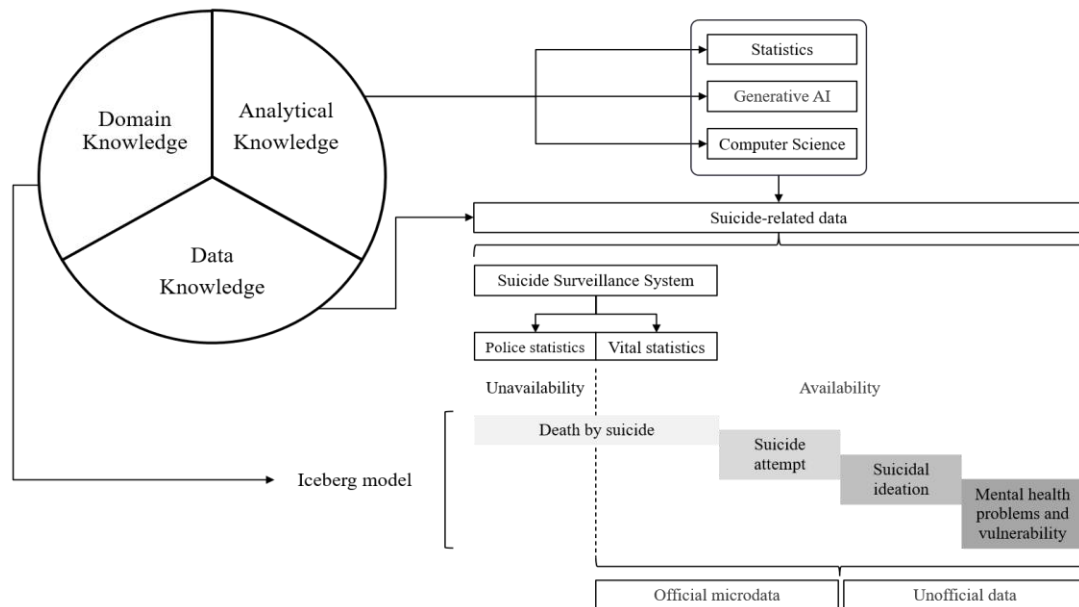 Domain
Knowledge
Analytical
Knowledge
Data
Knowledge
Statistics
Generative AI
Computer Science
Suicide-related data
Suicide Surveillance System
Police statistics
Vital statistics
Unavailability
Availability
Iceberg model
Death by suicide
Suicide
attempt
Suicidal
ideation
Mental health
problems and
vulnerability
Official microdata
Unofficial data